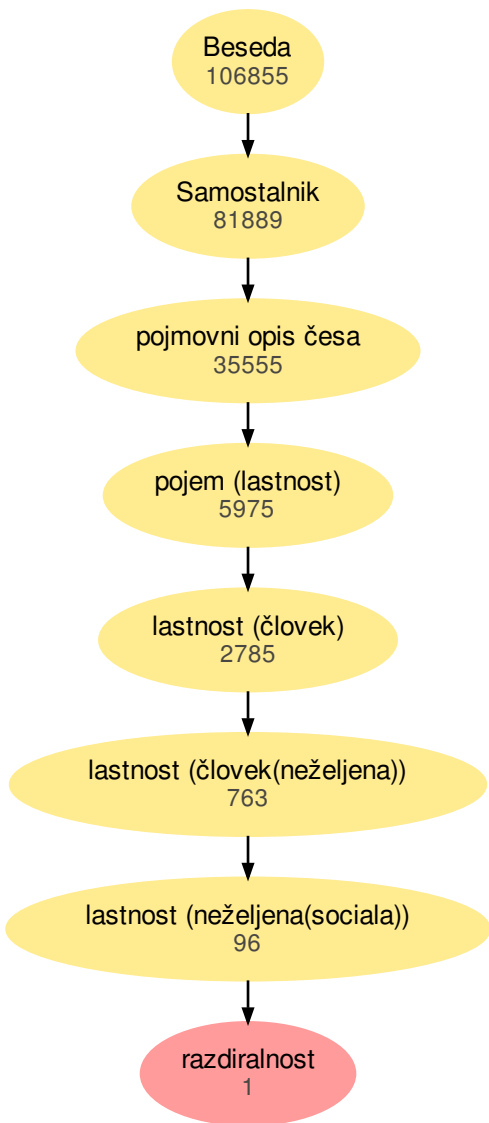 Beseda
106855
Samostalnik
81889
pojmovni opis česa
35555
pojem (lastnost)
5975
lastnost (človek)
2785
lastnost (človek(neželjena))
763
lastnost (neželjena(sociala))
96
razdiralnost
1